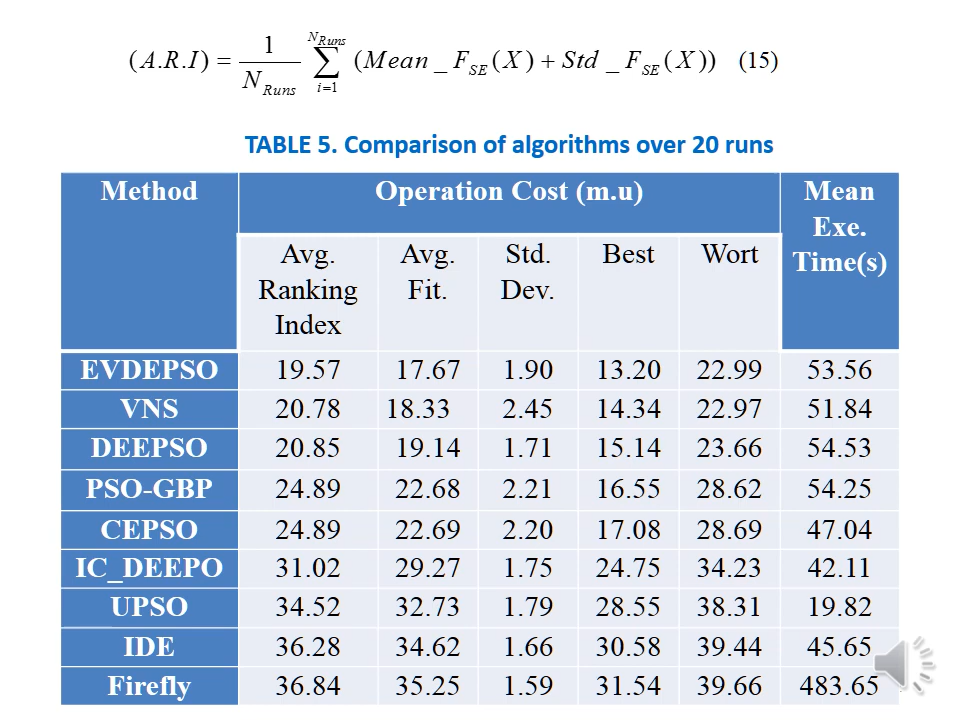 (A.R.I) = 1/N_Runs ∑_{i=1}^{N_Runs} (Mean _ F_SE (X) + Std _ F_SE (X)) (15)
TABLE 5. Comparison of algorithms over 20 runs
Method Operation Cost (m.u) Mean Exe. Time(s)
Avg. Ranking Index Avg. Fit. Std. Dev. Best Wort
EVDEPSO 19.57 17.67 1.90 13.20 22.99 53.56
VNS 20.78 18.33 2.45 14.34 22.97 51.84
DEEPSO 20.85 19.14 1.71 15.14 23.66 54.53
PSO-GBP 24.89 22.68 2.21 16.55 28.62 54.25
CEPSO 24.89 22.69 2.20 17.08 28.69 47.04
IC_DEEPO 31.02 29.27 1.75 24.75 34.23 42.11
UPSO 34.52 32.73 1.79 28.55 38.31 19.82
IDE 36.28 34.62 1.66 30.58 39.44 45.65
Firefly 36.84 35.25 1.59 31.54 39.66 483.65